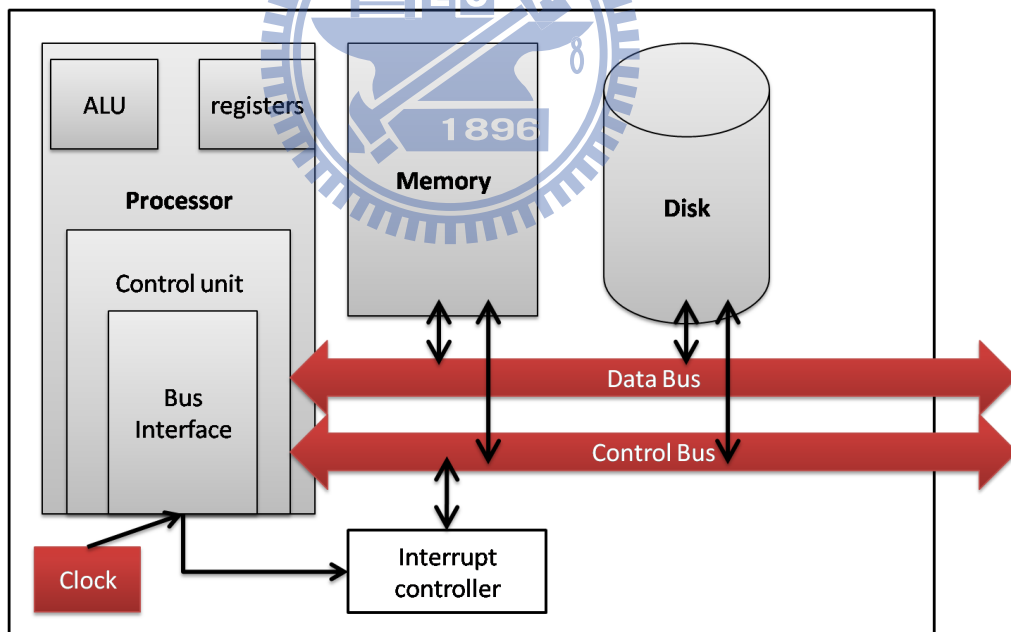 1896
ALU
registers
Processor
Memory
Disk
Control unit
Bus
Interface
Data Bus
Control Bus
Clock
Interrupt
controller